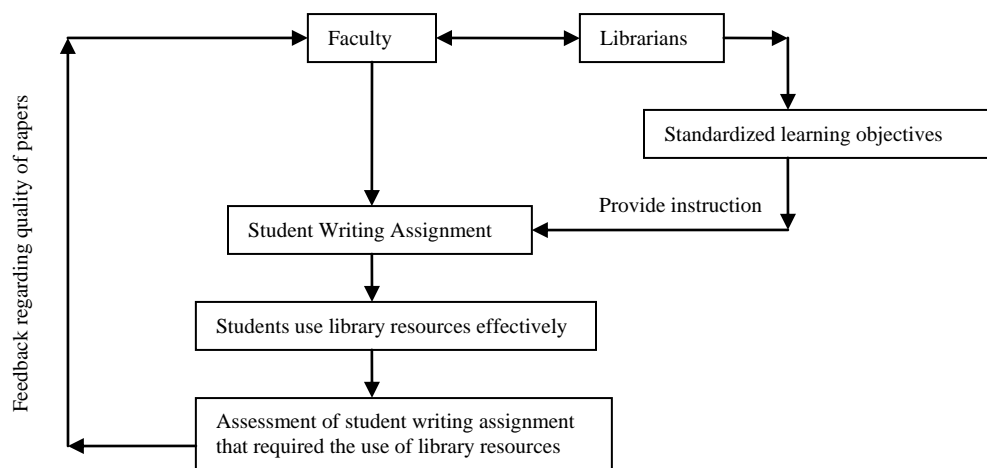 Faculty
Librarians
Standardized learning objectives
Provide instruction
Student Writing Assignment
Students use library resources effectively
Assessment of student writing assignment
that required the use of library resources
Feedback regarding quality of papers